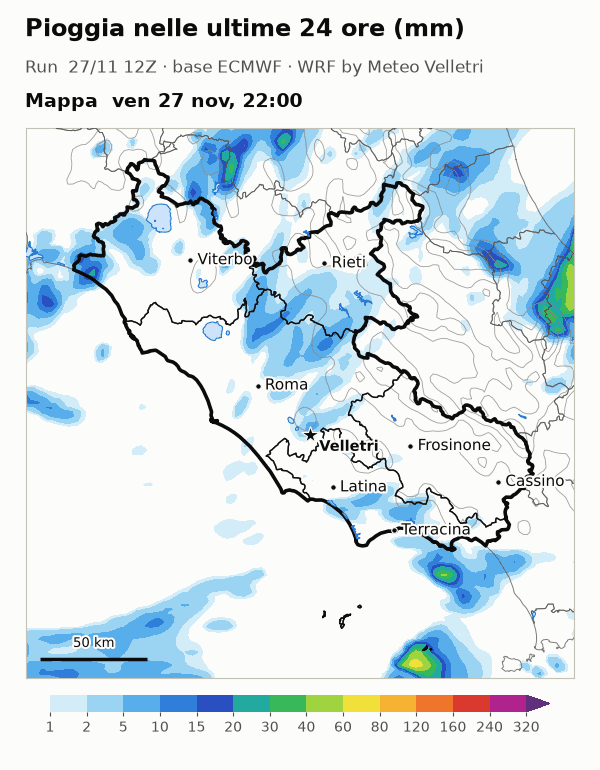 Pioggia nelle ultime 24 ore (mm)
Run 27/11 12Z · base ECMWF · WRF by Meteo Velletri
Mappa ven 27 nov, 22:00
Viterbo
Rieti
Roma
Velletri
Frosinone
Cassino
Latina
Terracina
50 km
1 2 5 10 15 20 30 40 60 80 120 160 240 320